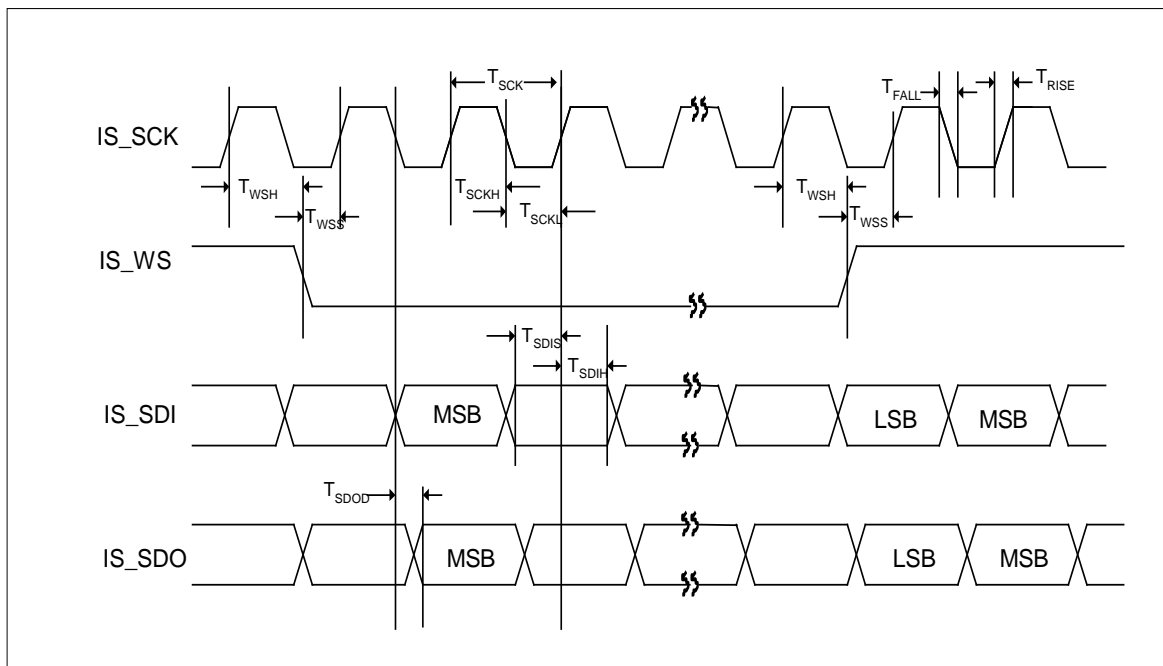 T_SCK
T_FALL
T_RISE
IS_SCK
T_WSH
T_SCKH
T_WSH
T_WSS
T_SCKL
T_WSS
IS_WS
T_SDIS
T_SDIH
IS_SDI
MSB
LSB
MSB
T_SDOD
IS_SDO
MSB
LSB
MSB